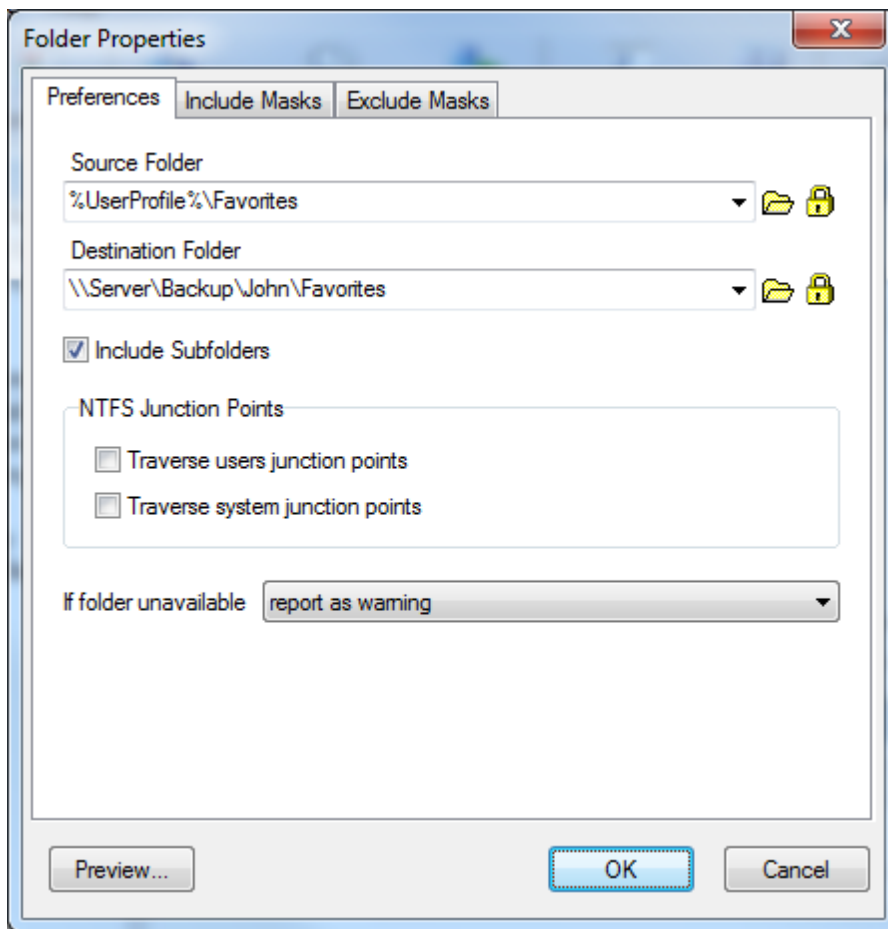 Folder Properties
Preferences Include Masks Exclude Masks
Source Folder
%UserProfile%\Favorites
Destination Folder
\\Server\Backup\John\Favorites
Include Subfolders
NTFS Junction Points
Traverse users junction points
Traverse system junction points
If folder unavailable report as warning
Preview... OK Cancel